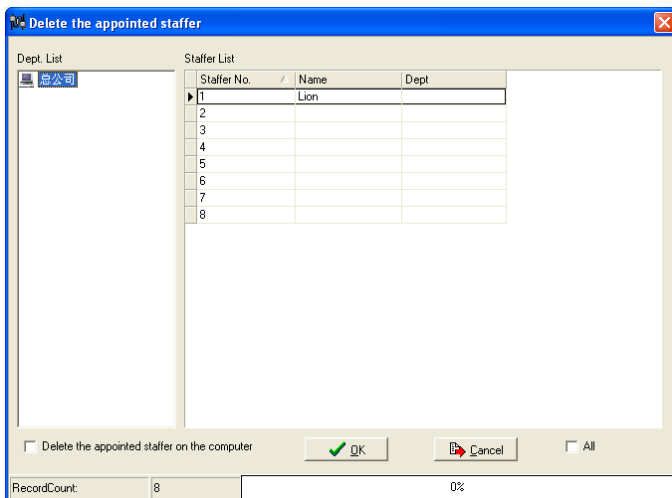 Delete the appointed staffer
Dept. List
Staffer List
总公司
Staffer No. Name Dept
1 Lion
2
3
4
5
6
7
8
Delete the appointed staffer on the computer
OK
Cancel
All
RecordCount: 8 0%